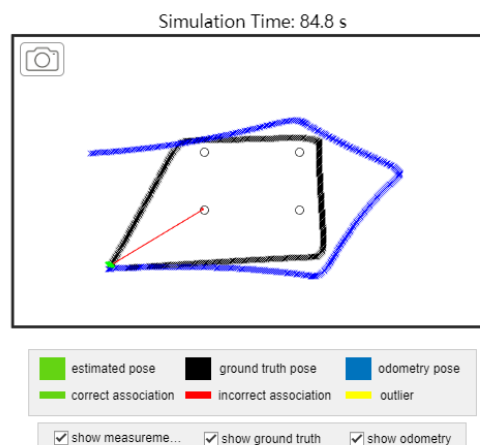 Simulation Time: 84.8 s
estimated pose ground truth pose odometry pose
correct association incorrect association outlier
show measureme... show ground truth show odometry